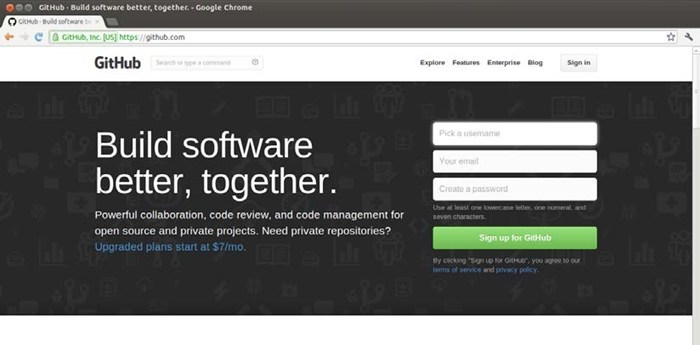 GitHub · Build software better, together. - Google Chrome
GitHub · Build software be
GitHub, Inc. [US] https://github.com
GitHub
Search or type a command
Explore Features Enterprise Blog Sign in
Build software
better, together.
Powerful collaboration, code review, and code management for
open source and private projects. Need private repositories?
Upgraded plans start at $7/mo.
Pick a username
Your email
Create a password
Use at least one lowercase letter, one numeral, and
seven characters.
Sign up for GitHub
By clicking "Sign up for GitHub", you agree to our
terms of service and privacy policy.